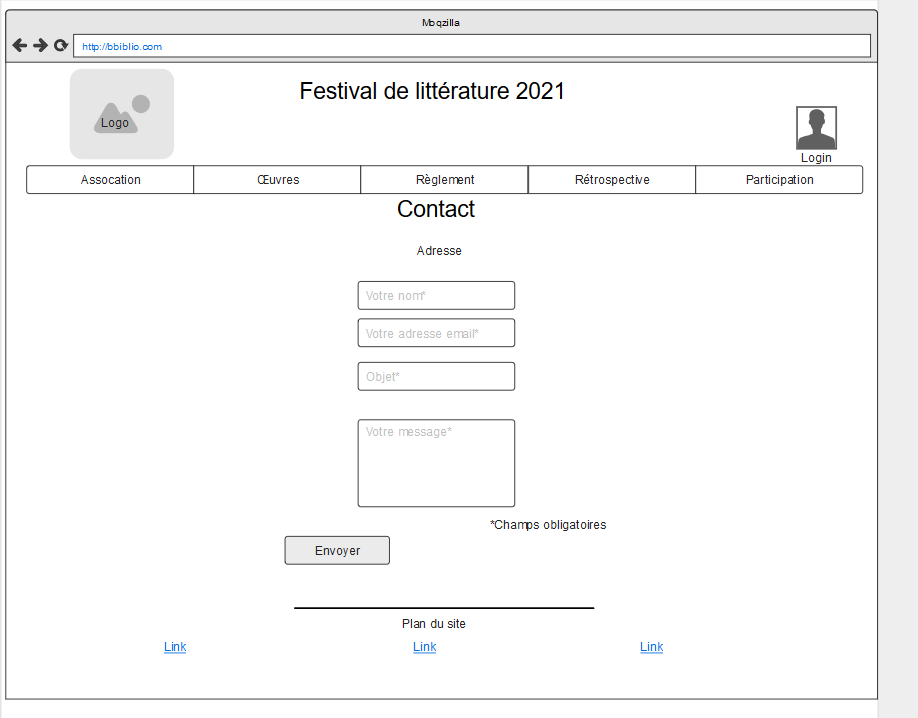 Moqzilla
http://bbiblio.com
Festival de littérature 2021
Logo
Login
Assocation
Œuvres
Règlement
Rétrospective
Participation
Contact
Adresse
Votre nom*
Votre adresse email*
Objet*
Votre message*
*Champs obligatoires
Envoyer
Plan du site
Link
Link
Link